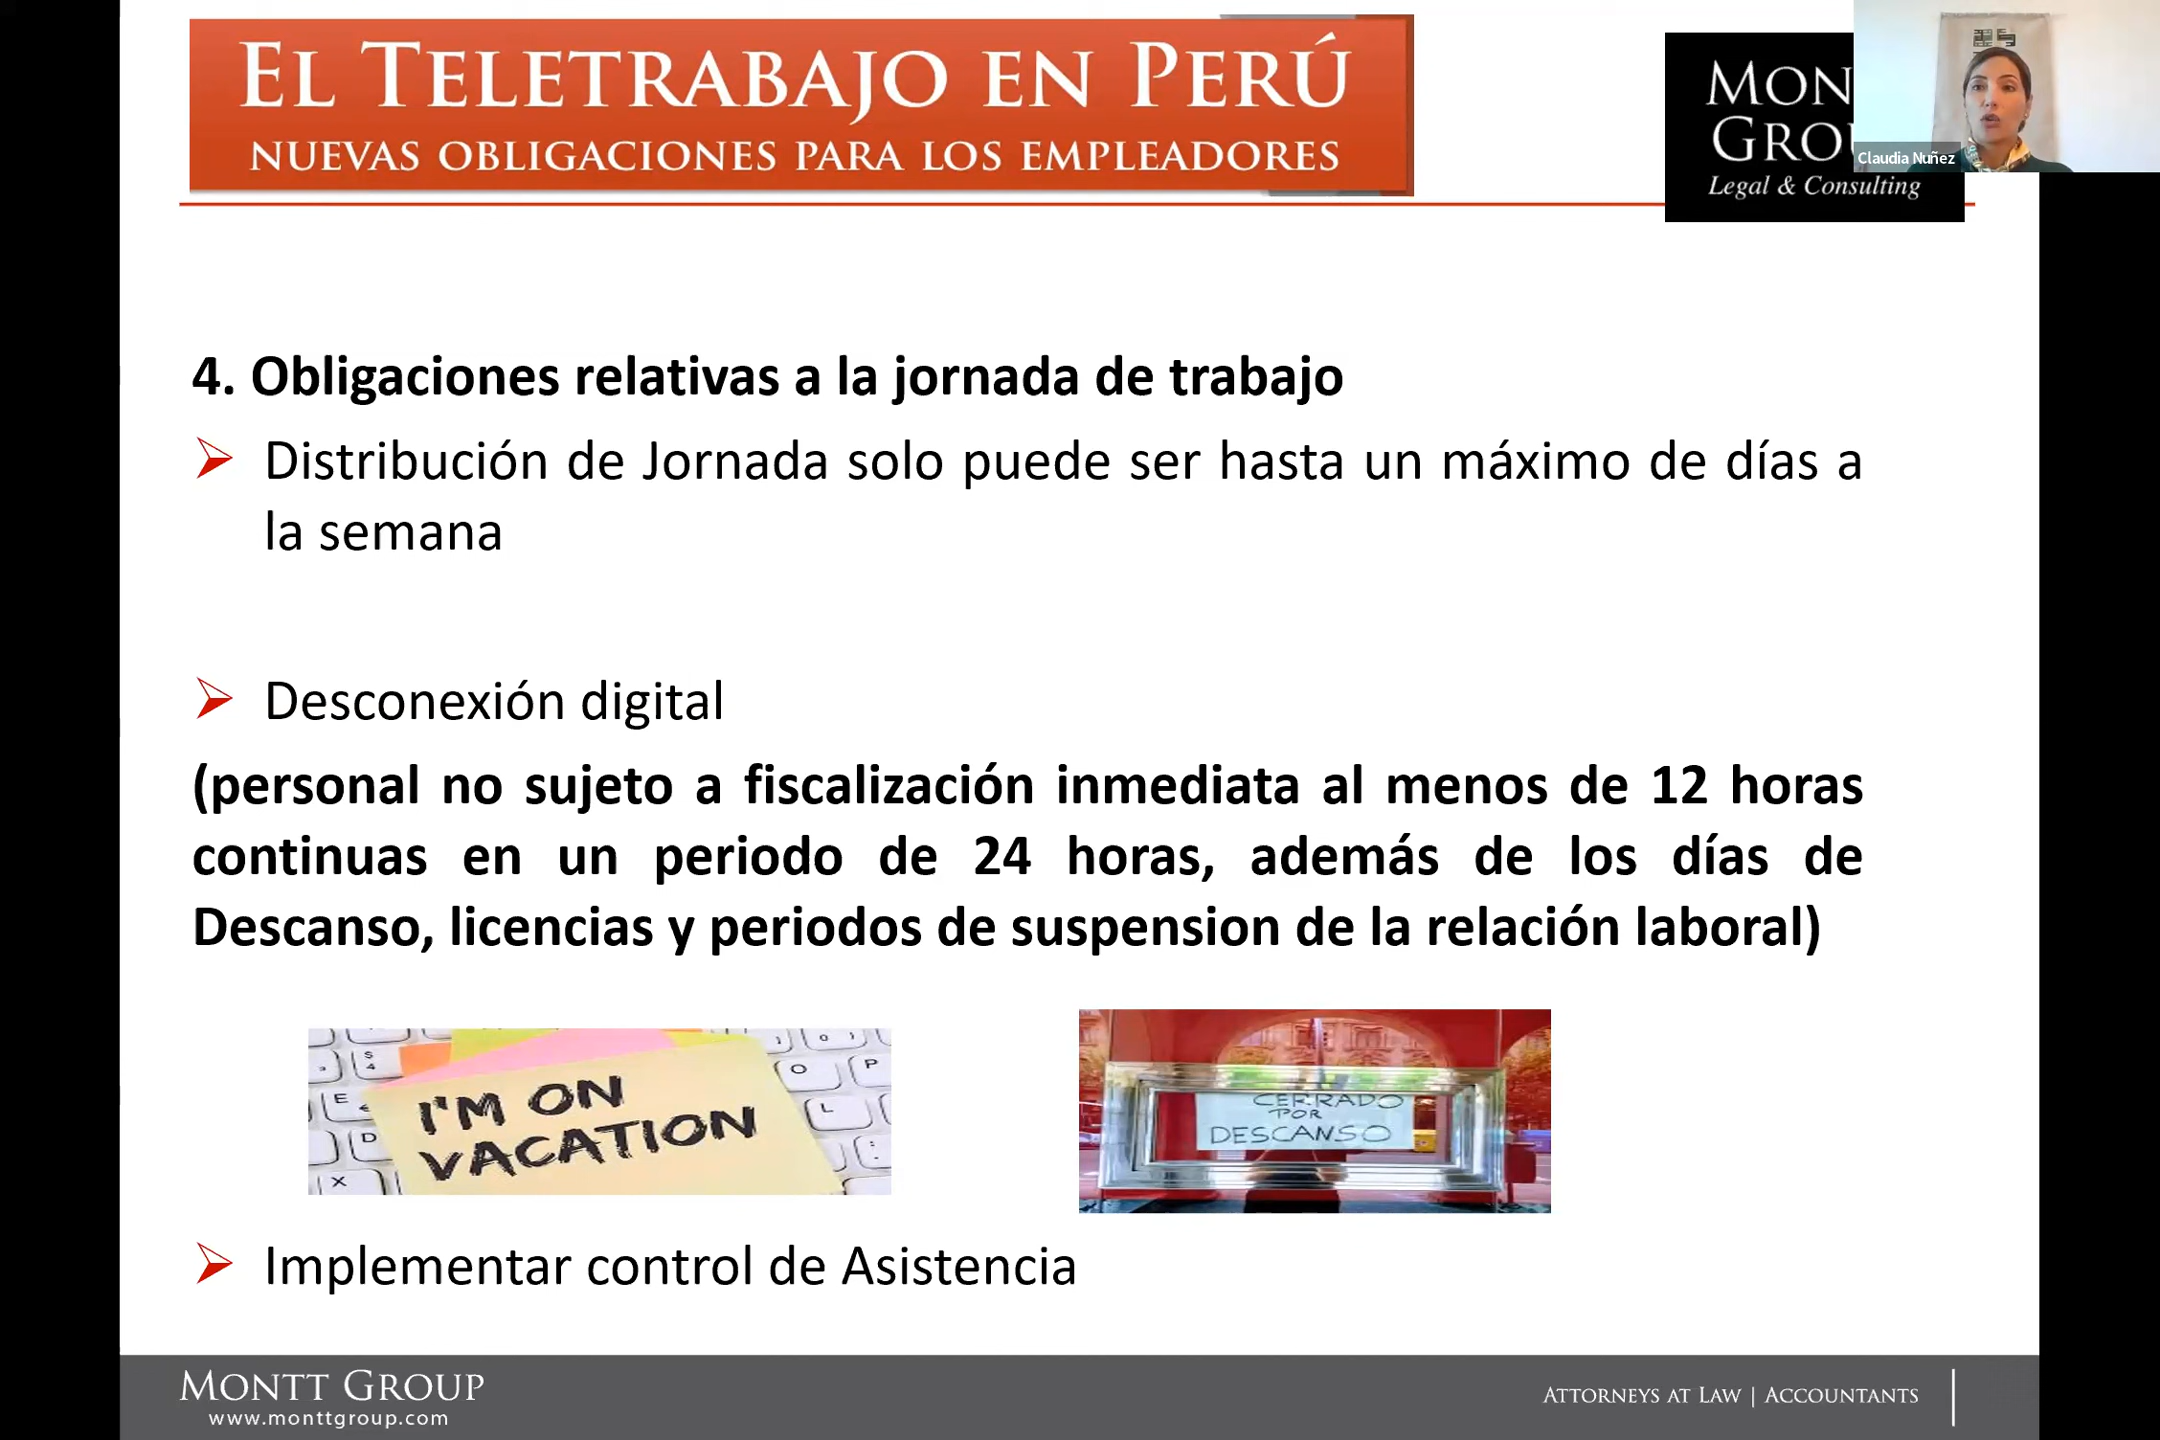 EL TELETRABAJO EN PERÚ
NUEVAS OBLIGACIONES PARA LOS EMPLEADORES
MON
GRO
Legal & Consulting
Claudia Nuñez
4. Obligaciones relativas a la jornada de trabajo
Distribución de Jornada solo puede ser hasta un máximo de días a
la semana
Desconexión digital
(personal no sujeto a fiscalización inmediata al menos de 12 horas
continuas en un periodo de 24 horas, además de los días de
Descanso, licencias y periodos de suspension de la relación laboral)
I'M ON
VACATION
CERRADO
POR
DESCANSO
Implementar control de Asistencia
MONTT GROUP
www.monttgroup.com
ATTORNEYS AT LAW | ACCOUNTANTS